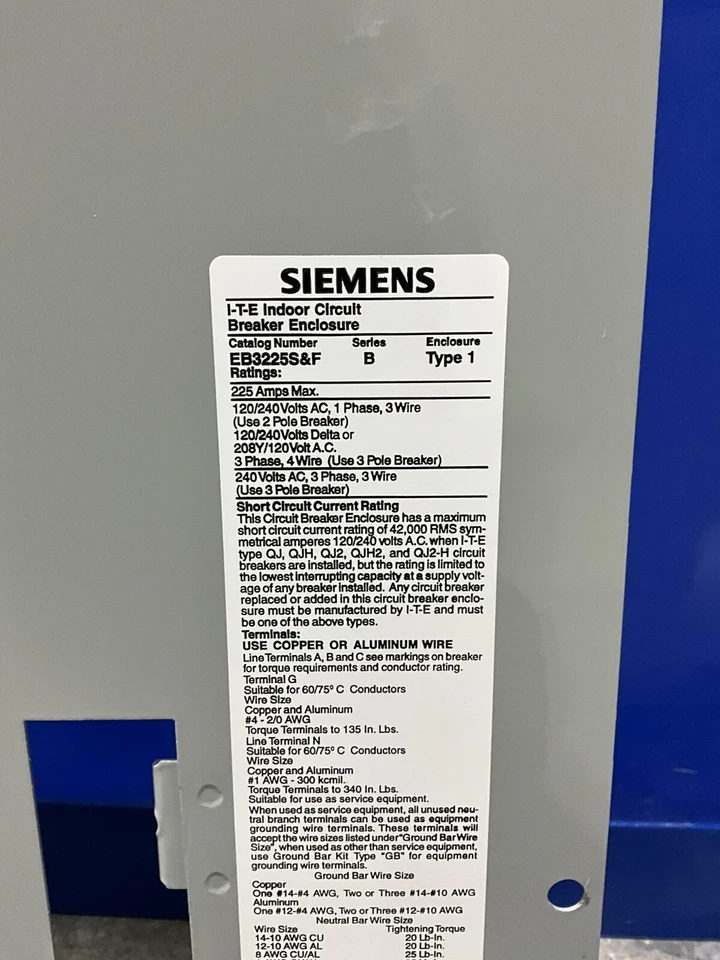 SIEMENS
I-T-E Indoor Circuit
Breaker Enclosure
Catalog Number Series Enclosure
EB3225S&F B Type 1
Ratings:
225 Amps Max.
120/240 Volts AC, 1 Phase, 3 Wire
(Use 2 Pole Breaker)
120/240 Volts Delta or
208Y/120 Volt A.C.
3 Phase, 4 Wire (Use 3 Pole Breaker)
240 Volts AC, 3 Phase, 3 Wire
(Use 3 Pole Breaker)
Short Circuit Current Rating
This Circuit Breaker Enclosure has a maximum
short circuit current rating of 42,000 RMS sym-
metrical amperes 120/240 volts A.C. when I-T-E
type QJ, QJH, QJ2, QJH2, and QJ2-H circuit
breakers are installed, but the rating is limited to
the lowest interrupting capacity at a supply volt-
age of any breaker installed. Any circuit breaker
replaced or added in this circuit breaker enclo-
sure must be manufactured by I-T-E and must
be one of the above types.
Terminals:
USE COPPER OR ALUMINUM WIRE
Line Terminals A, B and C see markings on breaker
for torque requirements and conductor rating.
Terminal G
Suitable for 60/75° C Conductors
Wire Size
Copper and Aluminum
#4 - 2/0 AWG
Torque Terminals to 135 In. Lbs.
Line Terminal N
Suitable for 60/75° C Conductors
Wire Size
Copper and Aluminum
#1 AWG - 300 kcmil.
Torque Terminals to 340 In. Lbs.
Suitable for use as service equipment.
When used as service equipment, all unused neu-
tral branch terminals can be used as equipment
grounding wire terminals. These terminals will
accept the wire sizes listed under "Ground Bar Wire
Size", when used as other than service equipment,
use Ground Bar Kit Type "GB" for equipment
grounding wire terminals.
Ground Bar Wire Size
Copper
One #14-#4 AWG, Two or Three #14-#10 AWG
Aluminum
One #12-#4 AWG, Two or Three #12-#10 AWG
Neutral Bar Wire Size
Wire Size Tightening Torque
14-10 AWG CU 20 Lb-In.
12-10 AWG AL 20 Lb-In.
8 AWG CU/AL 25 Lb-In.